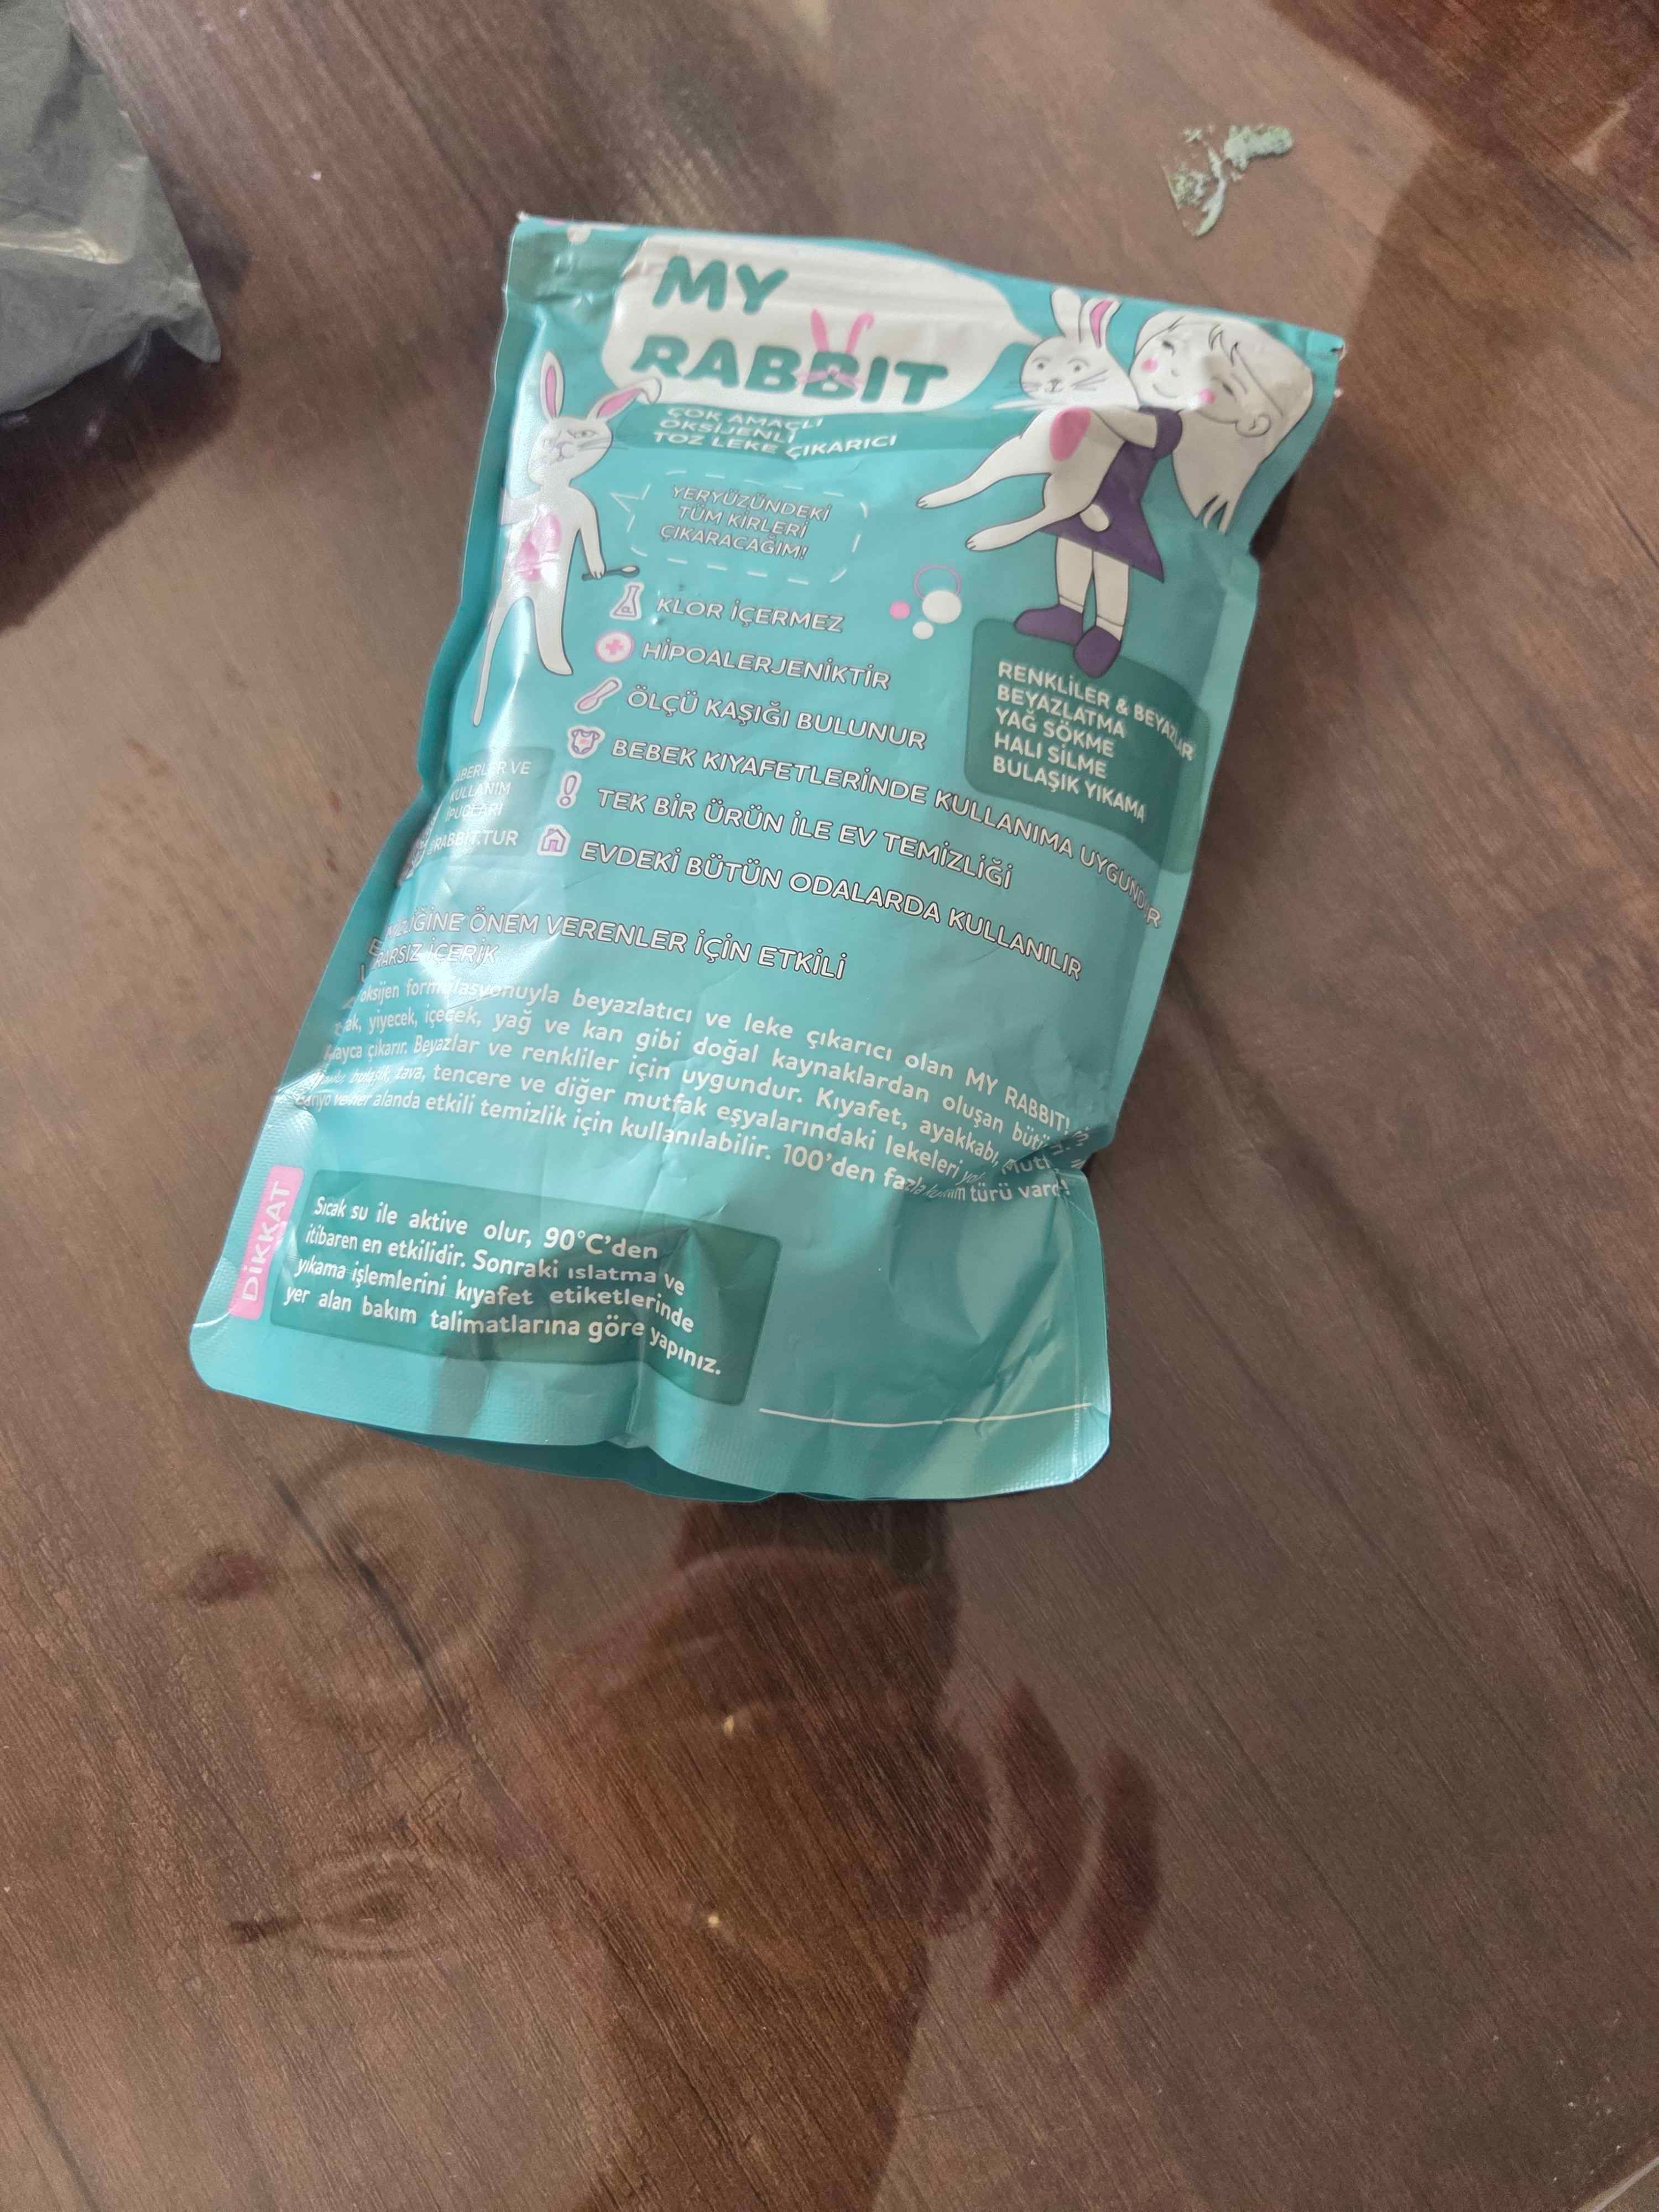 MY
RABBIT
ÇOK AMAÇLI
OKSİJENLİ
TOZ LEKE ÇIKARICI
YERYÜZÜNDEKİ
TÜM KİRLERİ
ÇIKARACAĞIM!
KLOR İÇERMEZ
HİPOALERJENİKTİR
ÖLÇÜ KAŞIĞI BULUNUR
BEBEK KIYAFETLERİNDE KULLANIMA UYGUNDUR
TEK BİR ÜRÜN İLE EV TEMİZLİĞİ
EVDEKİ BÜTÜN ODALARDA KULLANILIR
RENKLİLER & BEYAZLAR
BEYAZLATMA
YAĞ SÖKME
HALI SİLME
BULAŞIK YIKAMA
VE
KULLANIM
ÖNEM VERENLER İÇİN ETKİLİ
İÇERİK
oksijen formülasyonuyla beyazlatıcı ve leke çıkarıcı olan MY RABBIT!
yiyecek, içecek, yağ ve kan gibi doğal kaynaklardan oluşan
çıkarır. Beyazlar ve renkliler için uygundur. Kıyafet, ayakkabı,
tava, tencere ve diğer mutfak eşyalarındaki lekeleri
alanda etkili temizlik için kullanılabilir. 100'den fazla türü
DİKKAT
Sıcak su ile aktive olur, 90°C'den
itibaren en etkilidir. Sonraki ıslatma ve
yıkama işlemlerini kıyafet etiketlerinde
yer alan bakım talimatlarına göre yapınız.